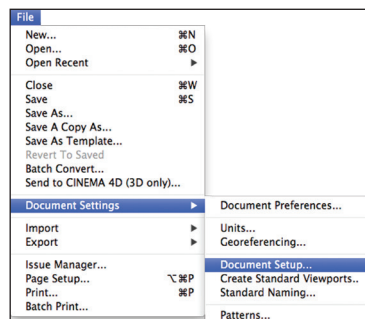 File
New... ⌘N
Open... ⌘O
Open Recent ▶
Close ⌘W
Save ⌘S
Save As...
Save A Copy As...
Save As Template...
Revert To Saved
Batch Convert...
Send to CINEMA 4D (3D only)...
Document Settings ▶
Import ▶
Export ▶
Issue Manager...
Page Setup... ⌥⌘P
Print... ⌘P
Batch Print...
Document Preferences...
Units...
Georeferencing...
Document Setup...
Create Standard Viewports..
Standard Naming...
Patterns...